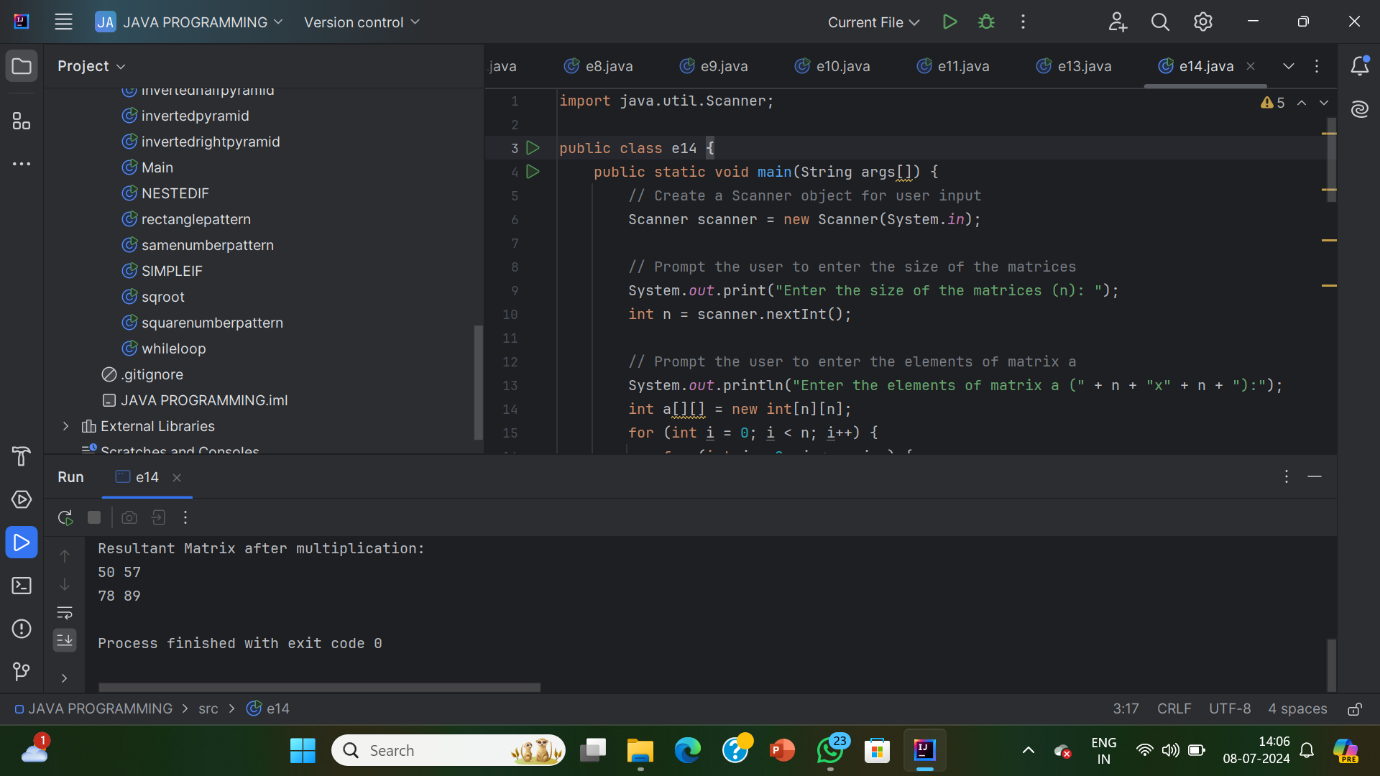 JA JAVA PROGRAMMING Version control Current File
Project
.java e8.java e9.java e10.java e11.java e13.java e14.java
invertedhalfpyramid
invertedpyramid
invertedrightpyramid
Main
NESTEDIF
rectanglepattern
samenumberpattern
SIMPLEIF
sqroot
squarenumberpattern
whileloop
.gitignore
JAVA PROGRAMMING.iml
External Libraries
Scratches and Consoles
5
1 import java.util.Scanner;
2
3 public class e14 {
4 public static void main(String args[]) {
5 // Create a Scanner object for user input
6 Scanner scanner = new Scanner(System.in);
7
8 // Prompt the user to enter the size of the matrices
9 System.out.print("Enter the size of the matrices (n): ");
10 int n = scanner.nextInt();
11
12 // Prompt the user to enter the elements of matrix a
13 System.out.println("Enter the elements of matrix a (" + n + "x" + n + "):");
14 int a[][] = new int[n][n];
15 for (int i = 0; i < n; i++) {
Run e14
Resultant Matrix after multiplication:
50 57
78 89
Process finished with exit code 0
JAVA PROGRAMMING > src > e14 3:17 CRLF UTF-8 4 spaces
1
Search
23
ENG
IN
14:06
08-07-2024
PRE